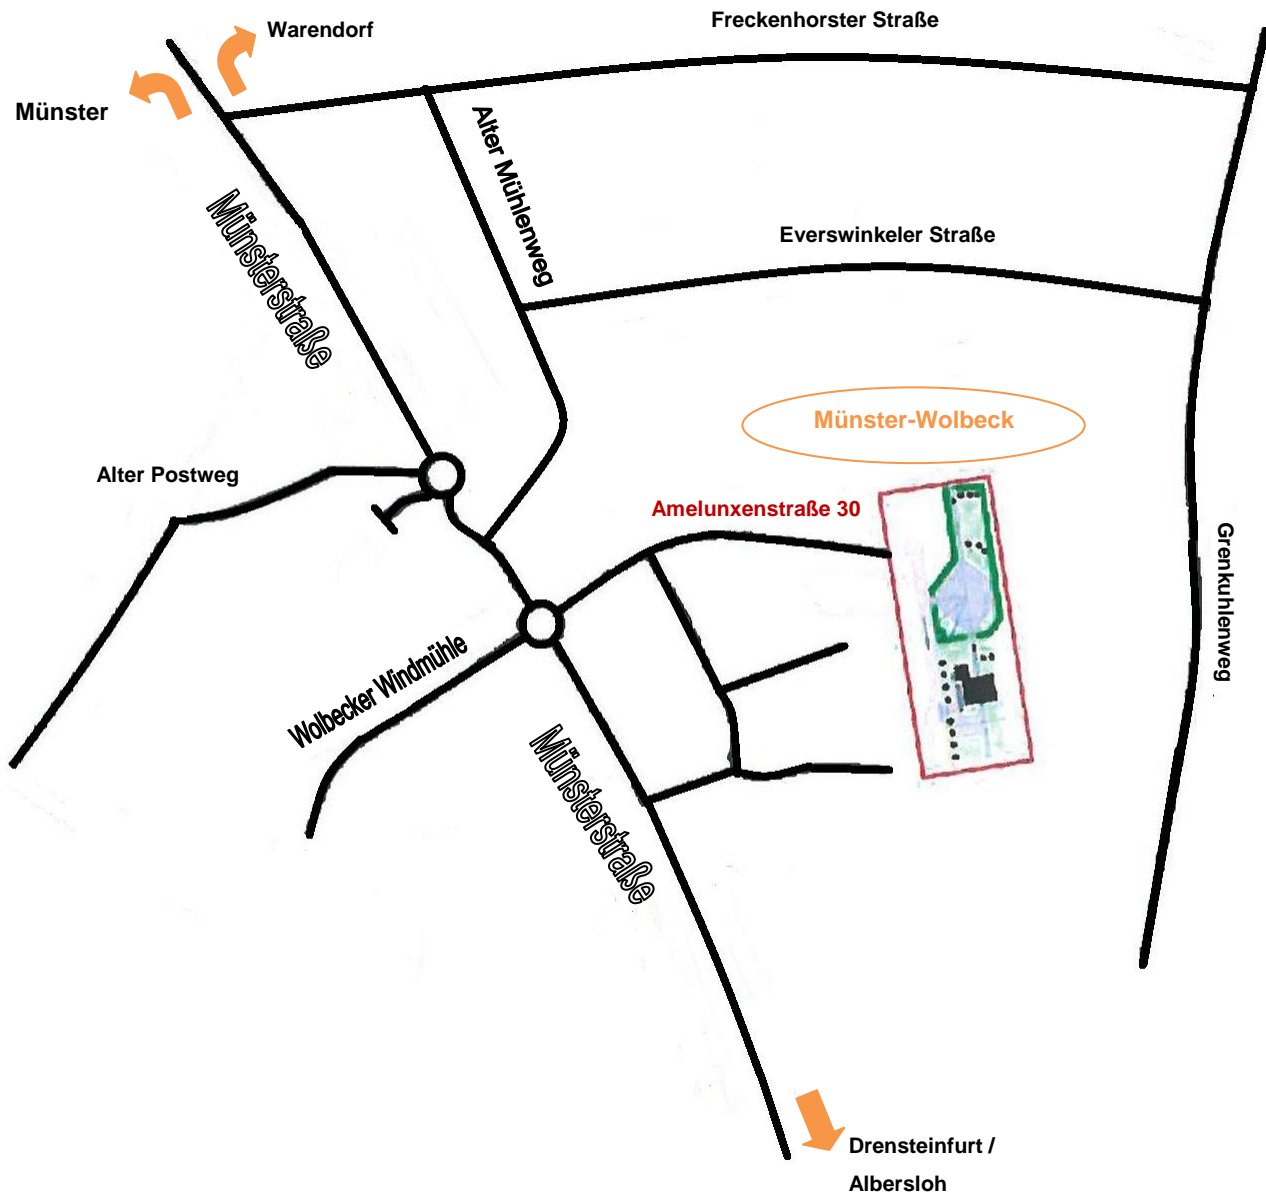 Freckenhorster Straße
Warendorf
Münster
Alter Mühlenweg
Münsterstraße
Everswinkeler Straße
Münster-Wolbeck
Alter Postweg
Amelunxenstraße 30
Grenkuhlenweg
Wolbecker Windmühle
Münsterstraße
Drensteinfurt /
Albersloh